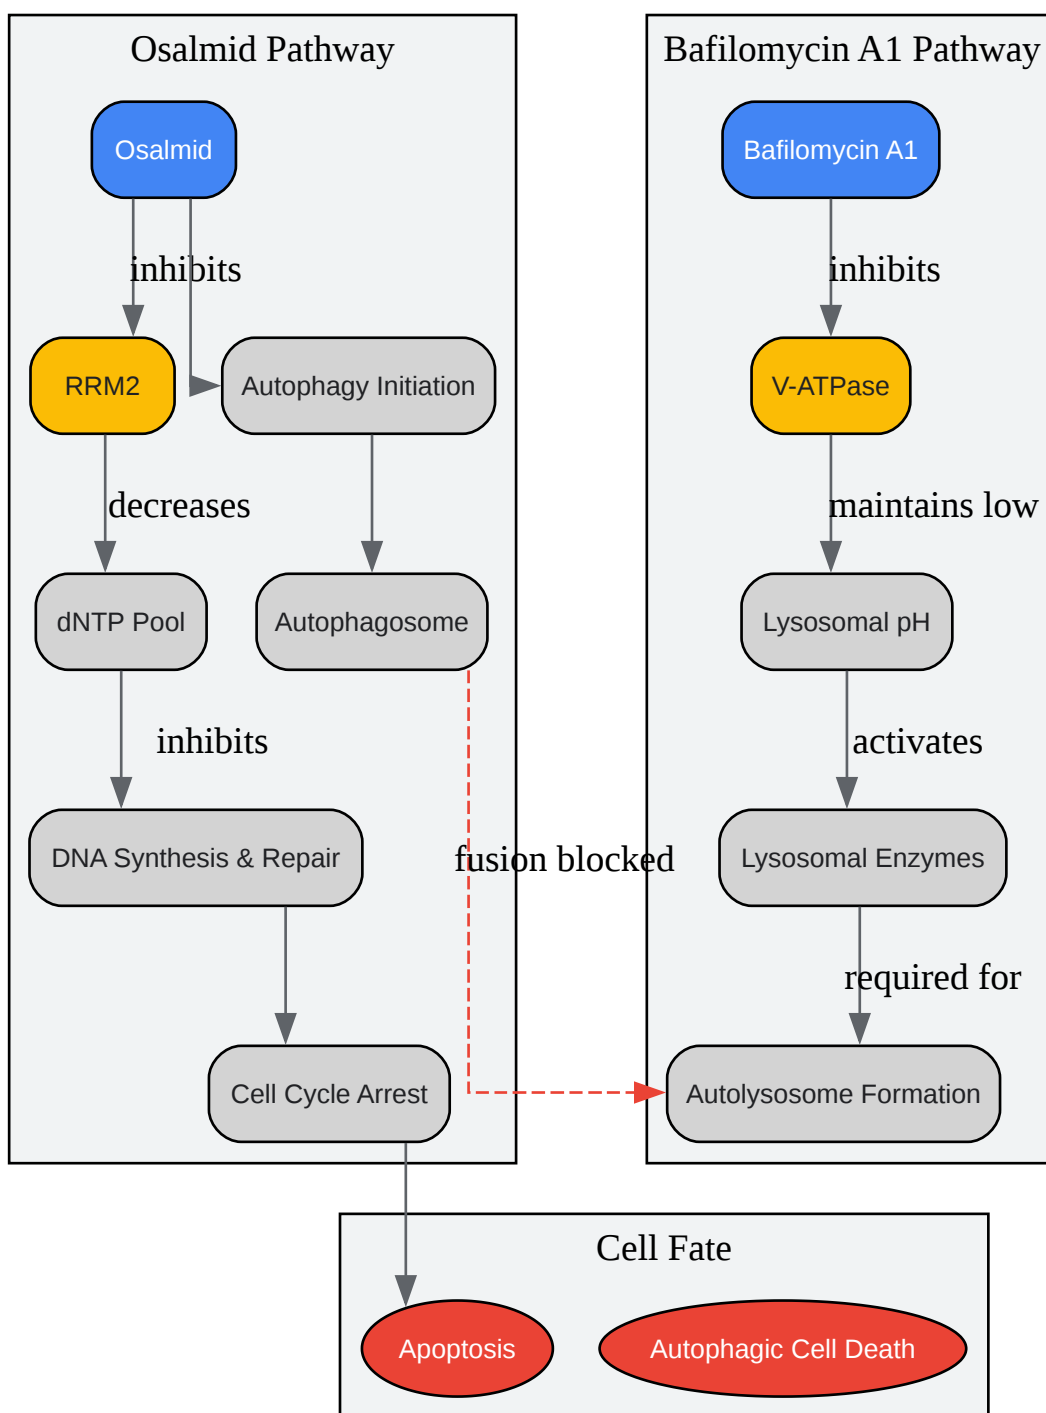 Osalmid Pathway
Bafilomycin A1 Pathway
Osalmid
Bafilomycin A1
inhibits
inhibits
RRM2
Autophagy Initiation
V-ATPase
decreases
maintains low
dNTP Pool
Autophagosome
Lysosomal pH
inhibits
activates
DNA Synthesis & Repair
fusion blocked
Lysosomal Enzymes
required for
Cell Cycle Arrest
Autolysosome Formation
Cell Fate
Apoptosis
Autophagic Cell Death